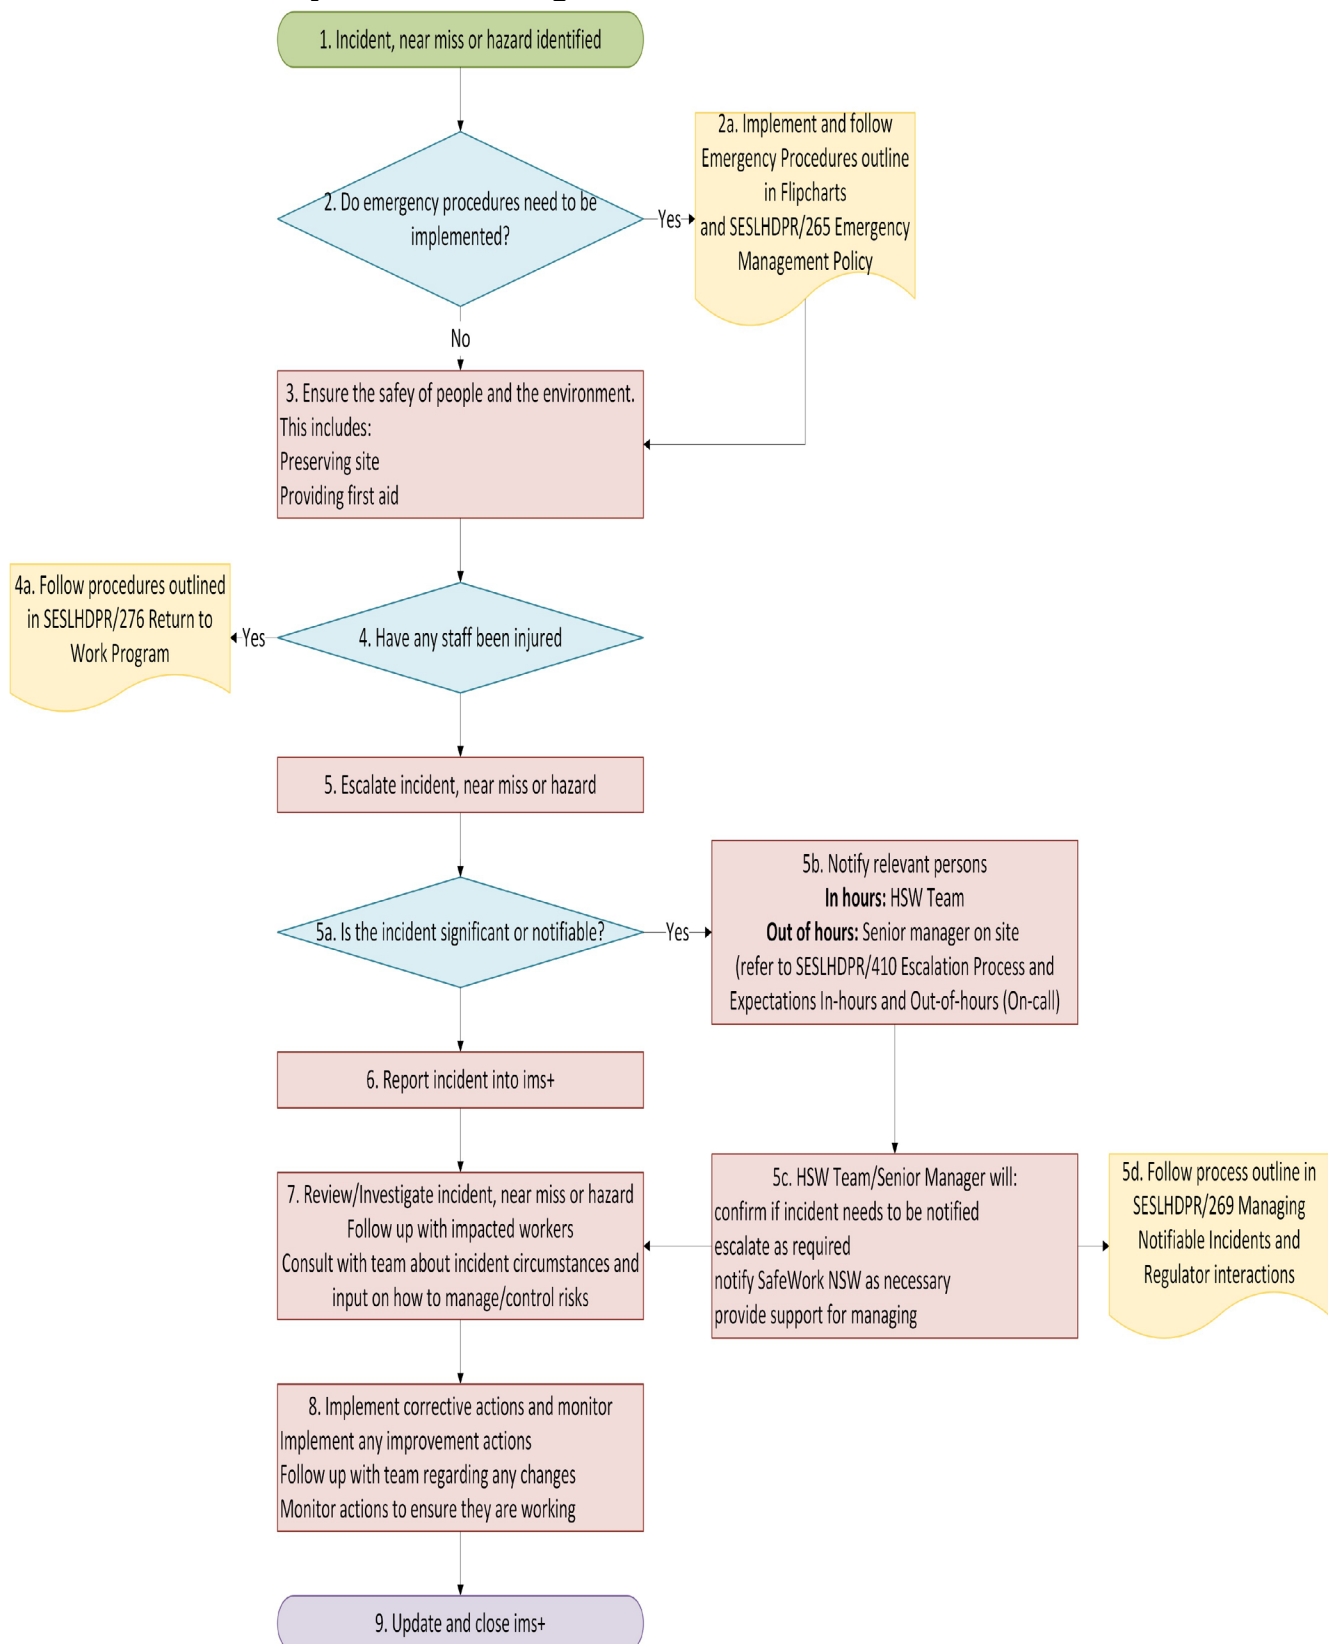 1. Incident, near miss or hazard identified
2. Do emergency procedures need to be
implemented?
Yes
2a. Implement and follow
Emergency Procedures outline
in Flipcharts
and SESLHDPR/265 Emergency
Management Policy
No
3. Ensure the safey of people and the environment.
This includes:
Preserving site
Providing first aid
4. Have any staff been injured
Yes
4a. Follow procedures outlined
in SESLHDPR/276 Return to
Work Program
5. Escalate incident, near miss or hazard
5a. Is the incident significant or notifiable?
Yes
5b. Notify relevant persons
In hours: HSW Team
Out of hours: Senior manager on site
(refer to SESLHDPR/410 Escalation Process and
Expectations In-hours and Out-of-hours (On-call)
6. Report incident into ims+
5c. HSW Team/Senior Manager will:
confirm if incident needs to be notified
escalate as required
notify SafeWork NSW as necessary
provide support for managing
5d. Follow process outline in
SESLHDPR/269 Managing
Notifiable Incidents and
Regulator interactions
7. Review/Investigate incident, near miss or hazard
Follow up with impacted workers
Consult with team about incident circumstances and
input on how to manage/control risks
8. Implement corrective actions and monitor
Implement any improvement actions
Follow up with team regarding any changes
Monitor actions to ensure they are working
9. Update and close ims+